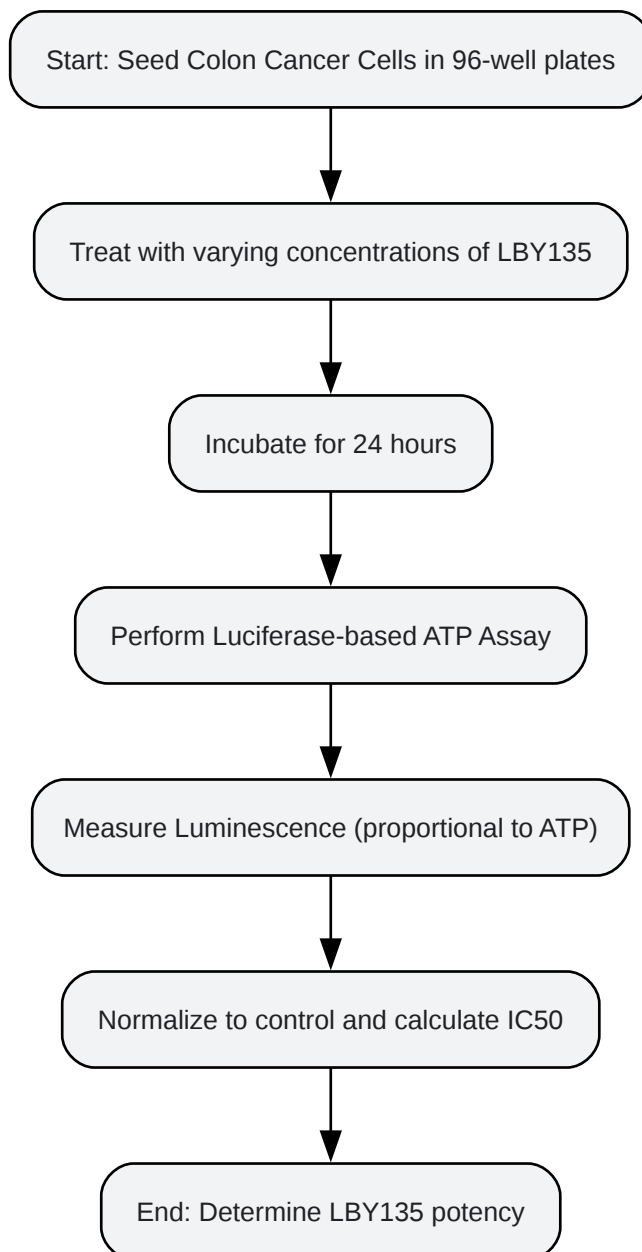 Start: Seed Colon Cancer Cells in 96-well plates
Treat with varying concentrations of LBY135
Incubate for 24 hours
Perform Luciferase-based ATP Assay
Measure Luminescence (proportional to ATP)
Normalize to control and calculate IC50
End: Determine LBY135 potency